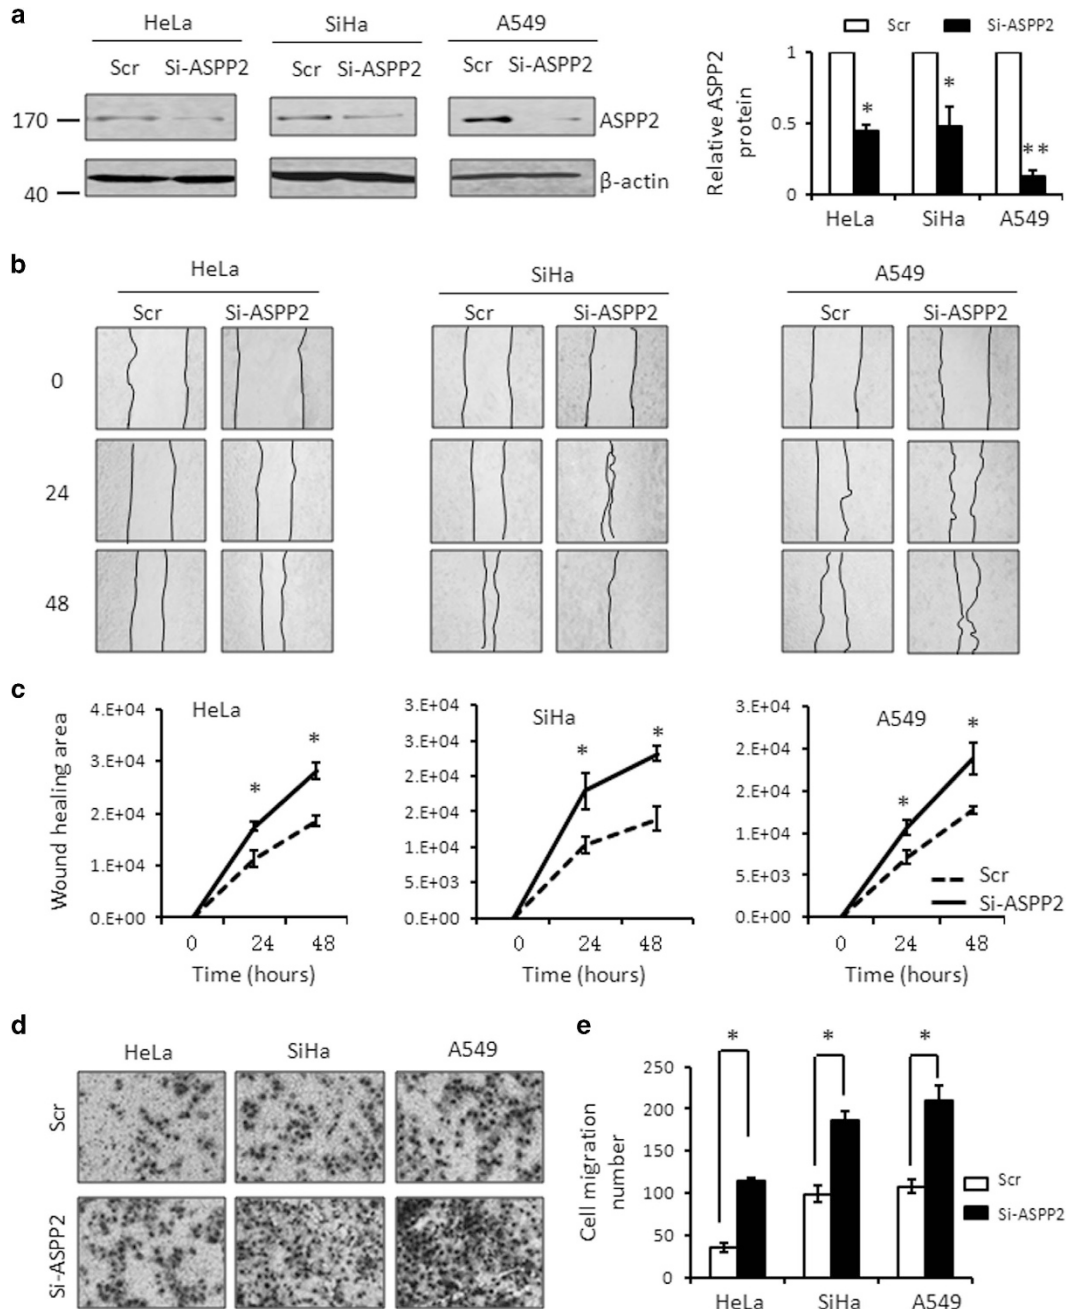 a
HeLa
Scr Si-ASPP2
SiHa
Scr Si-ASPP2
A549
Scr Si-ASPP2
170
ASPP2
40
β-actin
Scr Si-ASPP2
Relative ASPP2
protein
1
0.5
0
*
*
**
HeLa SiHa A549
b
HeLa
Scr Si-ASPP2
SiHa
Scr Si-ASPP2
A549
Scr Si-ASPP2
0
24
48
c
Wound healing area
HeLa
4.E+04
3.E+04
2.E+04
1.E+04
0.E+00
*
*
0 24 48
Time (hours)
SiHa
3.E+04
3.E+04
2.E+04
2.E+04
1.E+04
5.E+03
0.E+00
*
*
0 24 48
Time (hours)
A549
3.E+04
2.E+04
2.E+04
1.E+04
5.E+03
0.E+00
*
*
Scr
Si-ASPP2
0 24 48
Time (hours)
d
HeLa SiHa A549
Scr
Si-ASPP2
e
Cell migration
number
250
200
150
100
50
0
*
*
*
Scr
Si-ASPP2
HeLa SiHa A549